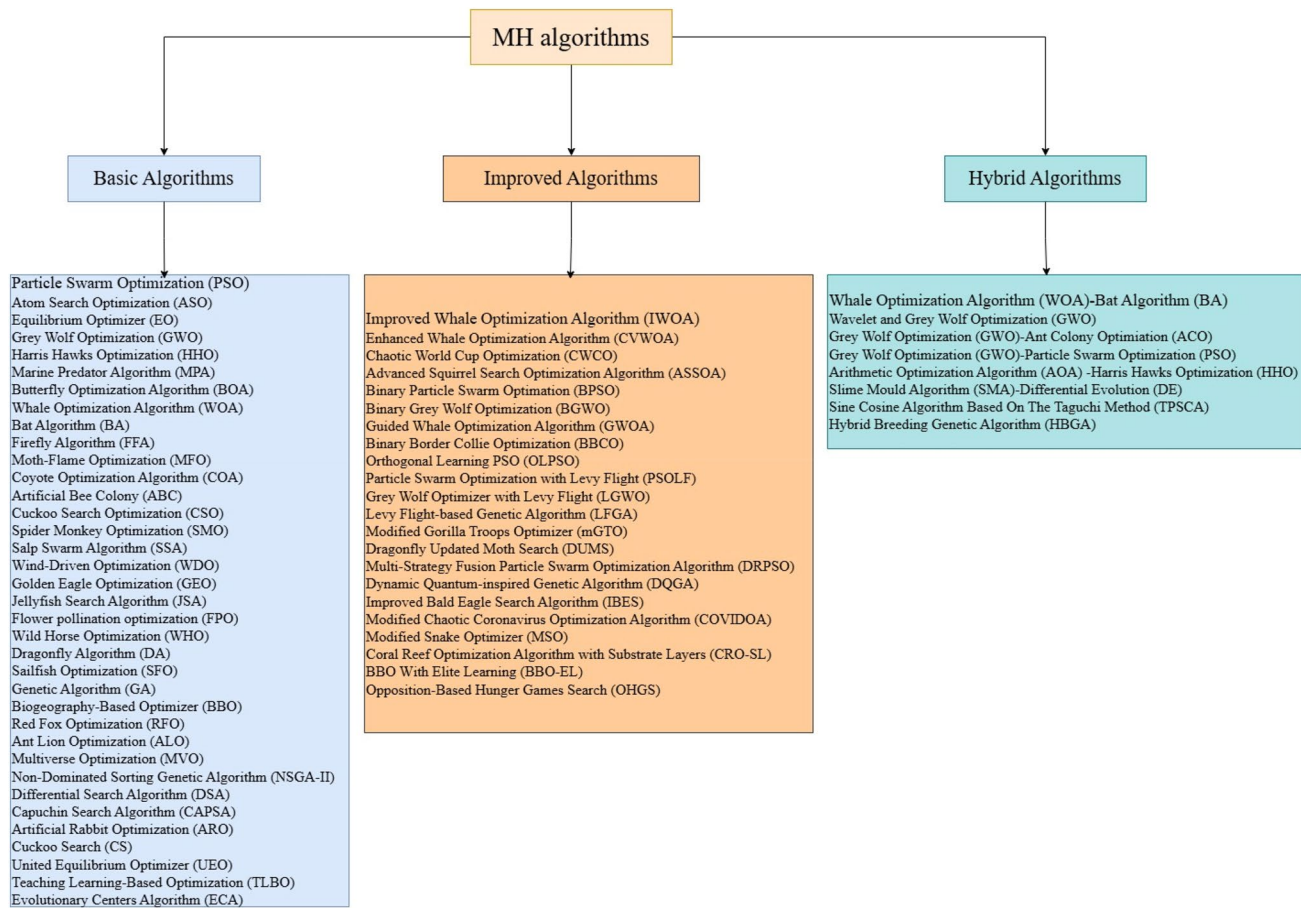 MH algorithms
Basic Algorithms
Improved Algorithms
Hybrid Algorithms
Particle Swarm Optimization (PSO)
Atom Search Optimization (ASO)
Equilibrium Optimizer (EO)
Grey Wolf Optimization (GWO)
Harris Hawks Optimization (HHO)
Marine Predator Algorithm (MPA)
Butterfly Optimization Algorithm (BOA)
Whale Optimization Algorithm (WOA)
Bat Algorithm (BA)
Firefly Algorithm (FFA)
Moth-Flame Optimization (MFO)
Coyote Optimization Algorithm (COA)
Artificial Bee Colony (ABC)
Cuckoo Search Optimization (CSO)
Spider Monkey Optimization (SMO)
Salp Swarm Algorithm (SSA)
Wind-Driven Optimization (WDO)
Golden Eagle Optimization (GEO)
Jellyfish Search Algorithm (JSA)
Flower pollination optimization (FPO)
Wild Horse Optimization (WHO)
Dragonfly Algorithm (DA)
Sailfish Optimization (SFO)
Genetic Algorithm (GA)
Biogeography-Based Optimizer (BBO)
Red Fox Optimization (RFO)
Ant Lion Optimization (ALO)
Multiverse Optimization (MVO)
Non-Dominated Sorting Genetic Algorithm (NSGA-II)
Differential Search Algorithm (DSA)
Capuchin Search Algorithm (CAPSA)
Artificial Rabbit Optimization (ARO)
Cuckoo Search (CS)
United Equilibrium Optimizer (UEO)
Teaching Learning-Based Optimization (TLBO)
Evolutionary Centers Algorithm (ECA)
Improved Whale Optimization Algorithm (IWOA)
Enhanced Whale Optimization Algorithm (CVWOA)
Chaotic World Cup Optimization (CWCO)
Advanced Squirrel Search Optimization Algorithm (ASSOA)
Binary Particle Swarm Optimation (BPSO)
Binary Grey Wolf Optimization (BGWO)
Guided Whale Optimization Algorithm (GWOA)
Binary Border Collie Optimization (BBCO)
Orthogonal Learning PSO (OLPSO)
Particle Swarm Optimization with Levy Flight (PSOLF)
Grey Wolf Optimizer with Levy Flight (LGWO)
Levy Flight-based Genetic Algorithm (LFGA)
Modified Gorilla Troops Optimizer (mGTO)
Dragonfly Updated Moth Search (DUMS)
Multi-Strategy Fusion Particle Swarm Optimization Algorithm (DRPSO)
Dynamic Quantum-inspired Genetic Algorithm (DQGA)
Improved Bald Eagle Search Algorithm (IBES)
Modified Chaotic Coronavirus Optimization Algorithm (COVIDOA)
Modified Snake Optimizer (MSO)
Coral Reef Optimization Algorithm with Substrate Layers (CRO-SL)
BBO With Elite Learning (BBO-EL)
Opposition-Based Hunger Games Search (OHGS)
Whale Optimization Algorithm (WOA)-Bat Algorithm (BA)
Wavelet and Grey Wolf Optimization (GWO)
Grey Wolf Optimization (GWO)-Ant Colony Optimiation (ACO)
Grey Wolf Optimization (GWO)-Particle Swarm Optimization (PSO)
Arithmetic Optimization Algorithm (AOA) -Harris Hawks Optimization (HHO)
Slime Mould Algorithm (SMA)-Differential Evolution (DE)
Sine Cosine Algorithm Based On The Taguchi Method (TPSCA)
Hybrid Breeding Genetic Algorithm (HBGA)